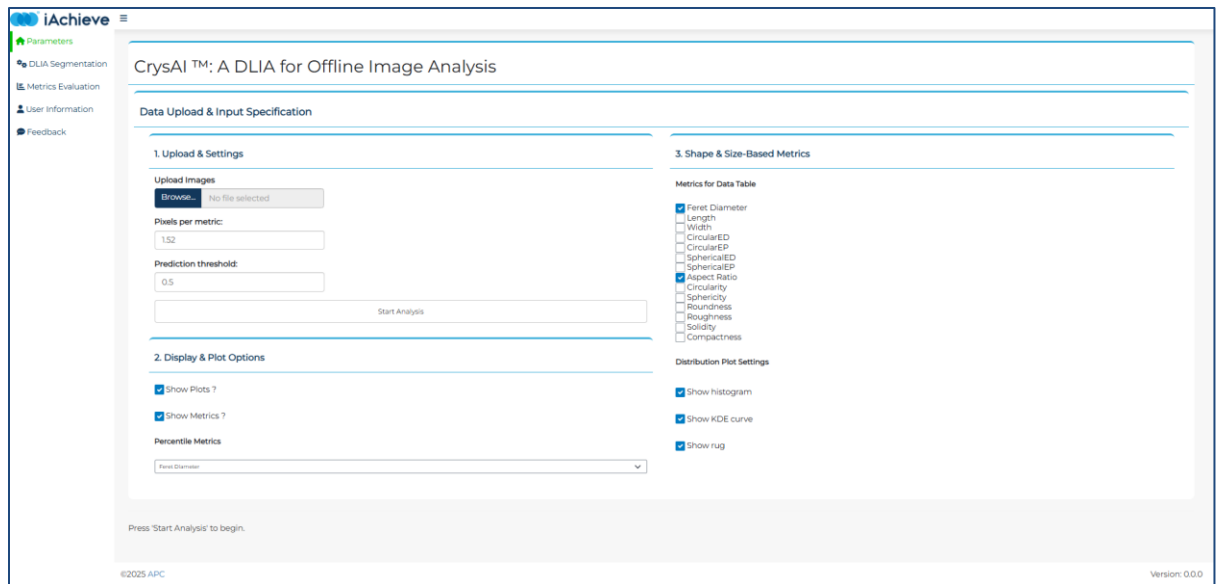 iAchieve
Parameters
DLIA Segmentation
Metrics Evaluation
User Information
Feedback
CrysAI ™: A DLIA for Offline Image Analysis
Data Upload & Input Specification
1. Upload & Settings
Upload Images
Browse... No file selected
Pixels per metric:
1.52
Prediction threshold:
0.5
Start Analysis
2. Display & Plot Options
Show Plots ?
Show Metrics ?
Percentile Metrics
Feret Diameter
3. Shape & Size-Based Metrics
Metrics for Data Table
Feret Diameter
Length
Width
CircularED
CircularEP
SphericalED
SphericalEP
Aspect Ratio
Circularity
Sphericity
Roundness
Roughness
Solidity
Compactness
Distribution Plot Settings
Show histogram
Show KDE curve
Show rug
Press 'Start Analysis' to begin.
©2025 APC
Version: 0.0.0